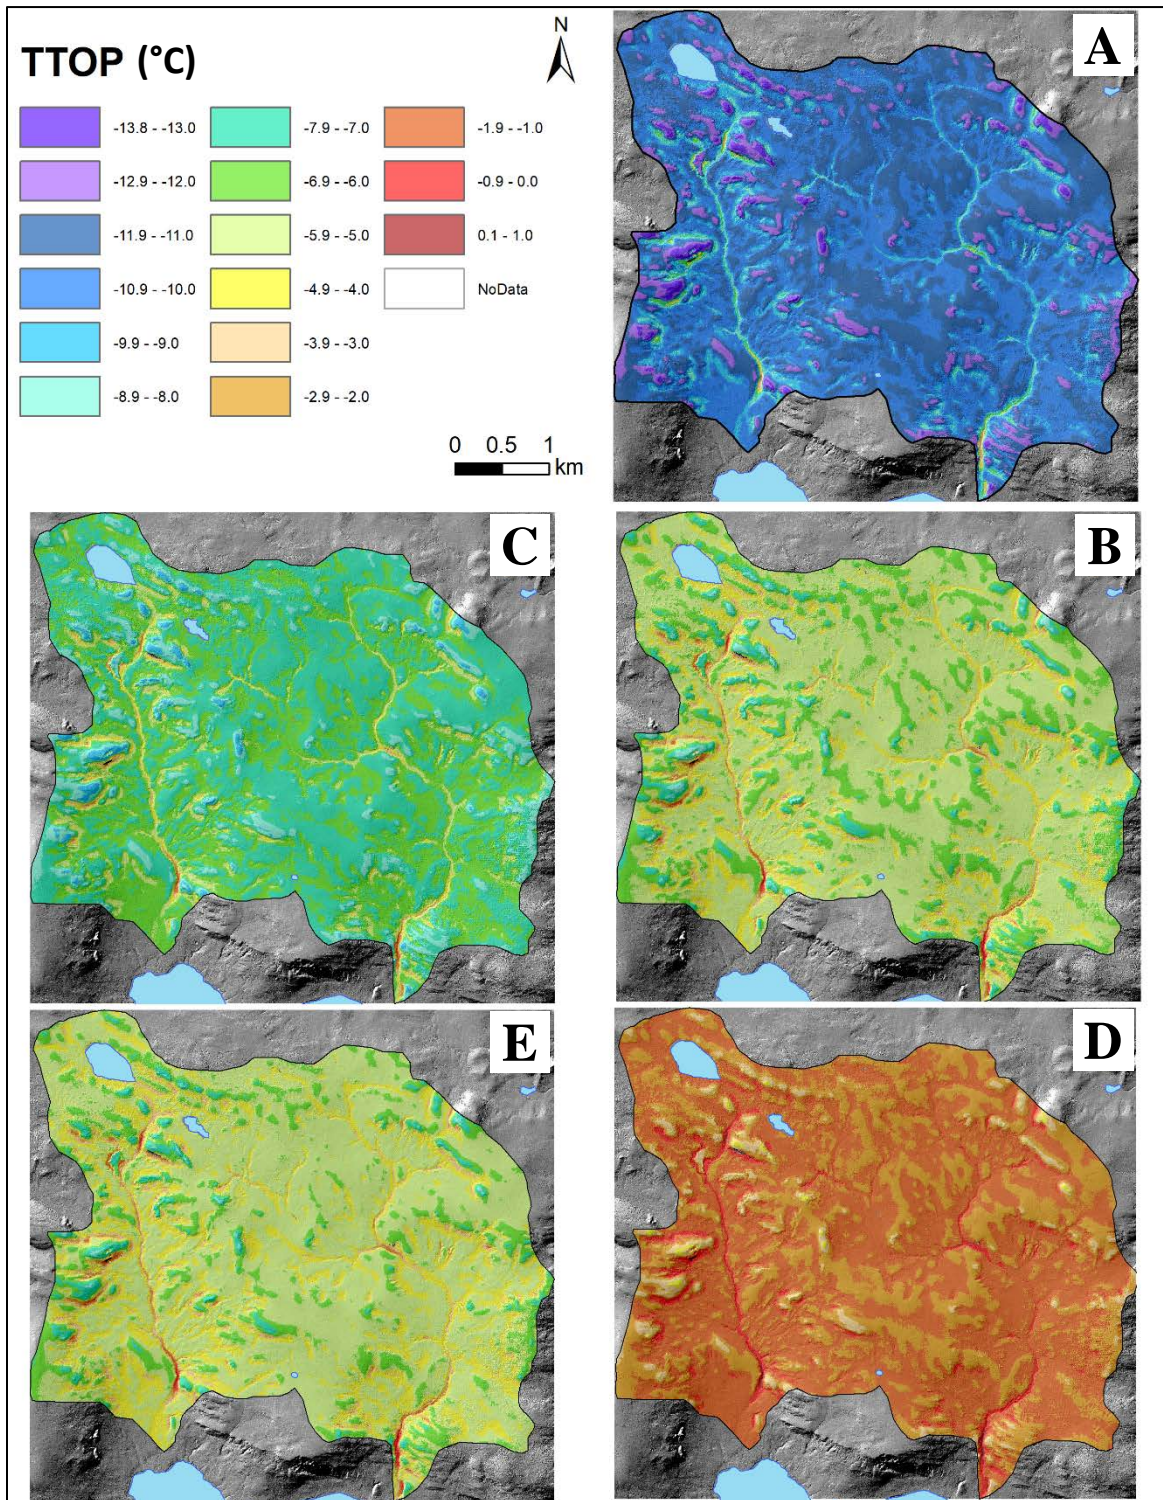 TTOP (°C)
N
A
-13.8 - -13.0
-7.9 - -7.0
-1.9 - -1.0
-12.9 - -12.0
-6.9 - -6.0
-0.9 - 0.0
-11.9 - -11.0
-5.9 - -5.0
0.1 - 1.0
-10.9 - -10.0
-4.9 - -4.0
NoData
-9.9 - -9.0
-3.9 - -3.0
-8.9 - -8.0
-2.9 - -2.0
0 0.5 1
km
C
B
E
D